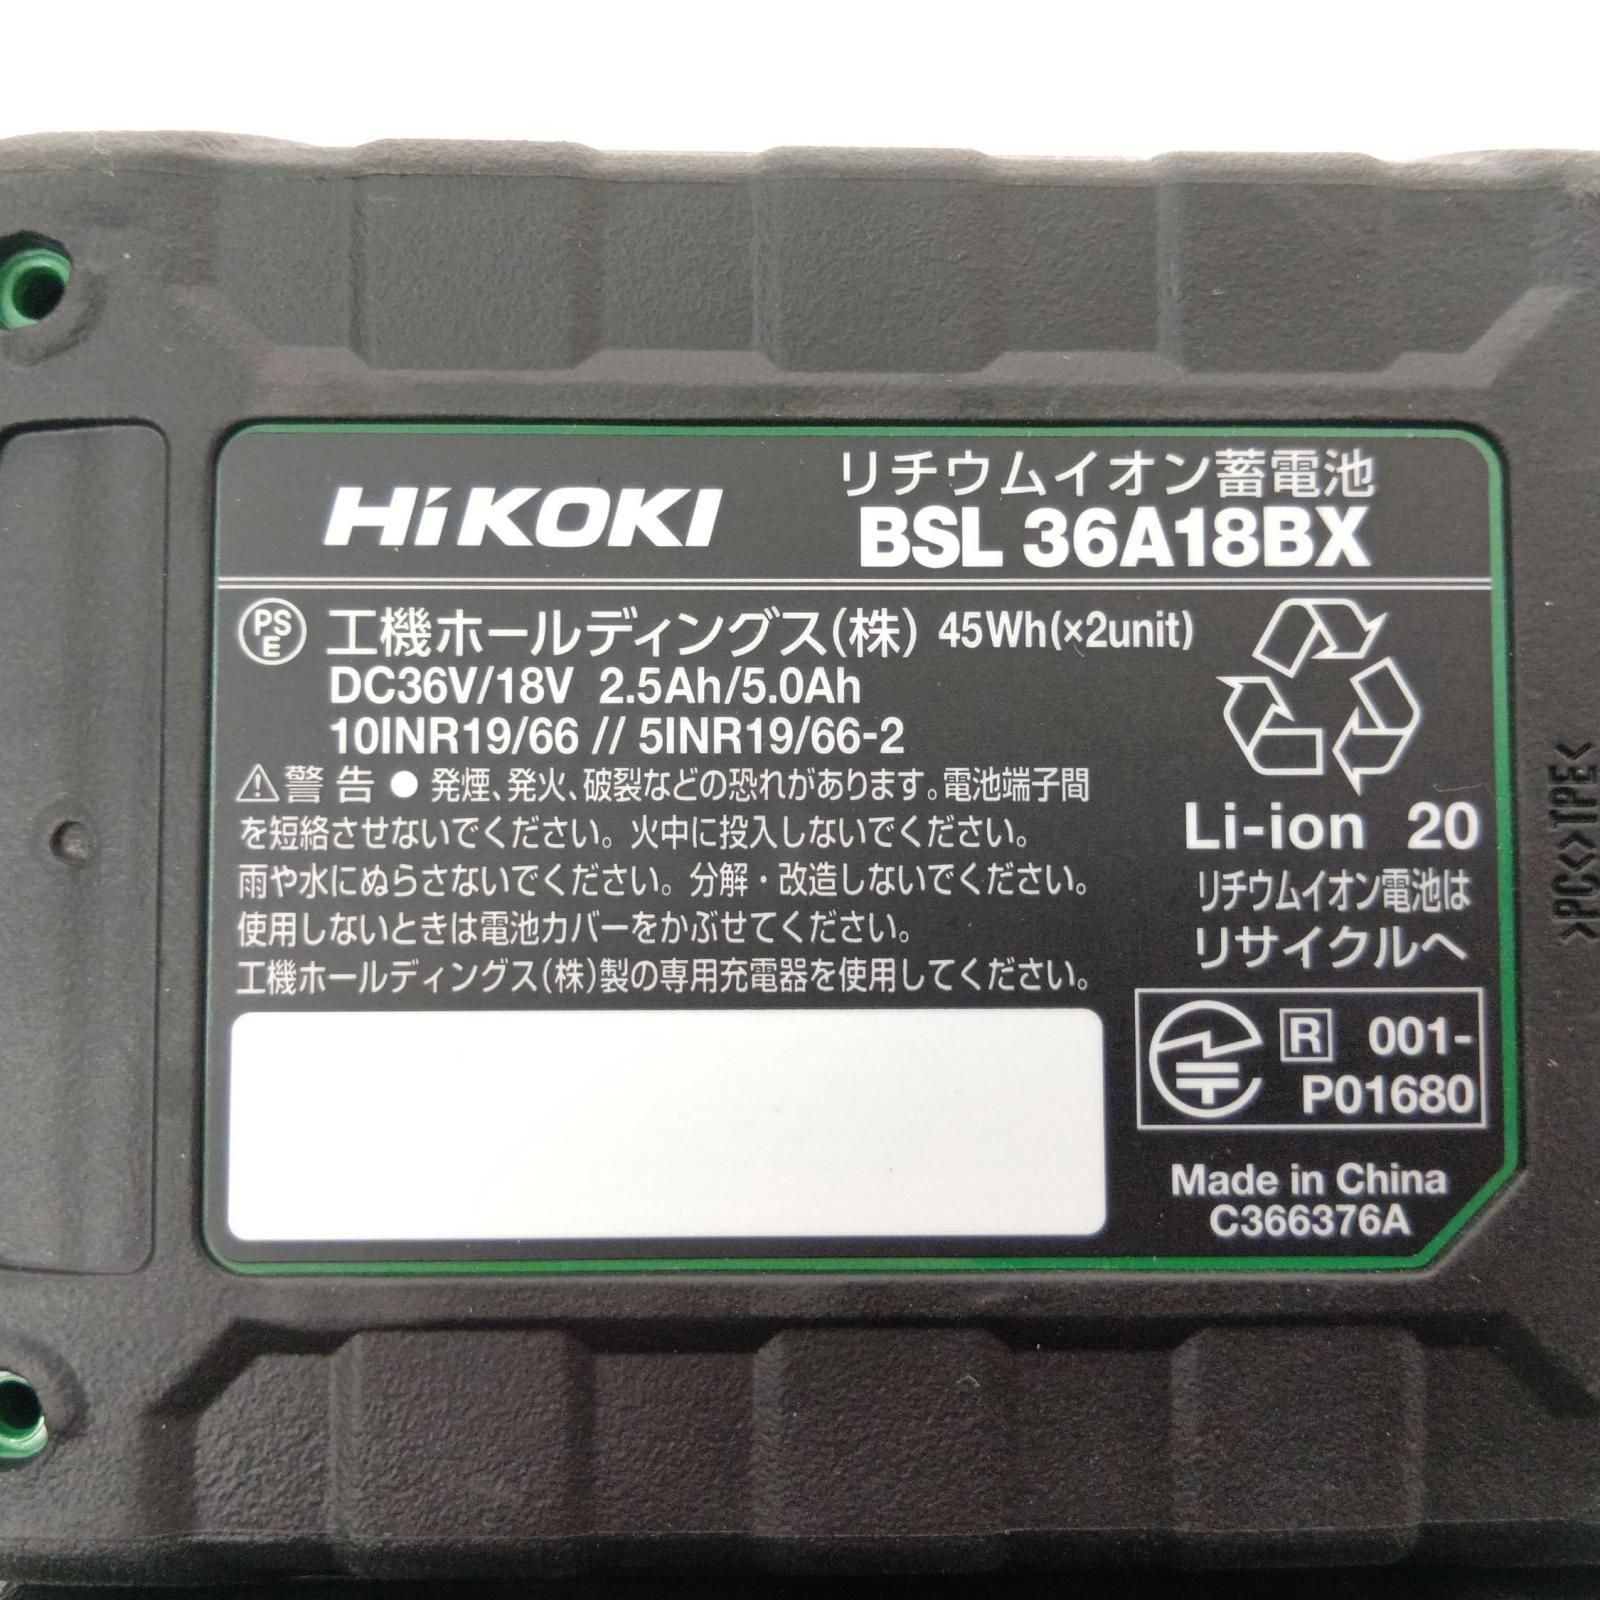 HiKOKI
リチウムイオン蓄電池
BSL 36A18BX
PS
E
工機ホールディングス(株) 45Wh(×2unit)
DC36V/18V 2.5Ah/5.0Ah
10INR19/66 // 5INR19/66-2
⚠警告 ● 発煙、発火、破裂などの恐れがあります。電池端子間
を短絡させないでください。火中に投入しないでください。
雨や水にぬらさないでください。分解・改造しないでください。
使用しないときは電池カバーをかぶせてください。
工機ホールディングス(株)製の専用充電器を使用してください。
Li-ion 20
リチウムイオン電池は
リサイクルへ
R 001-
P01680
Made in China
C366376A
>PC<>TPE<